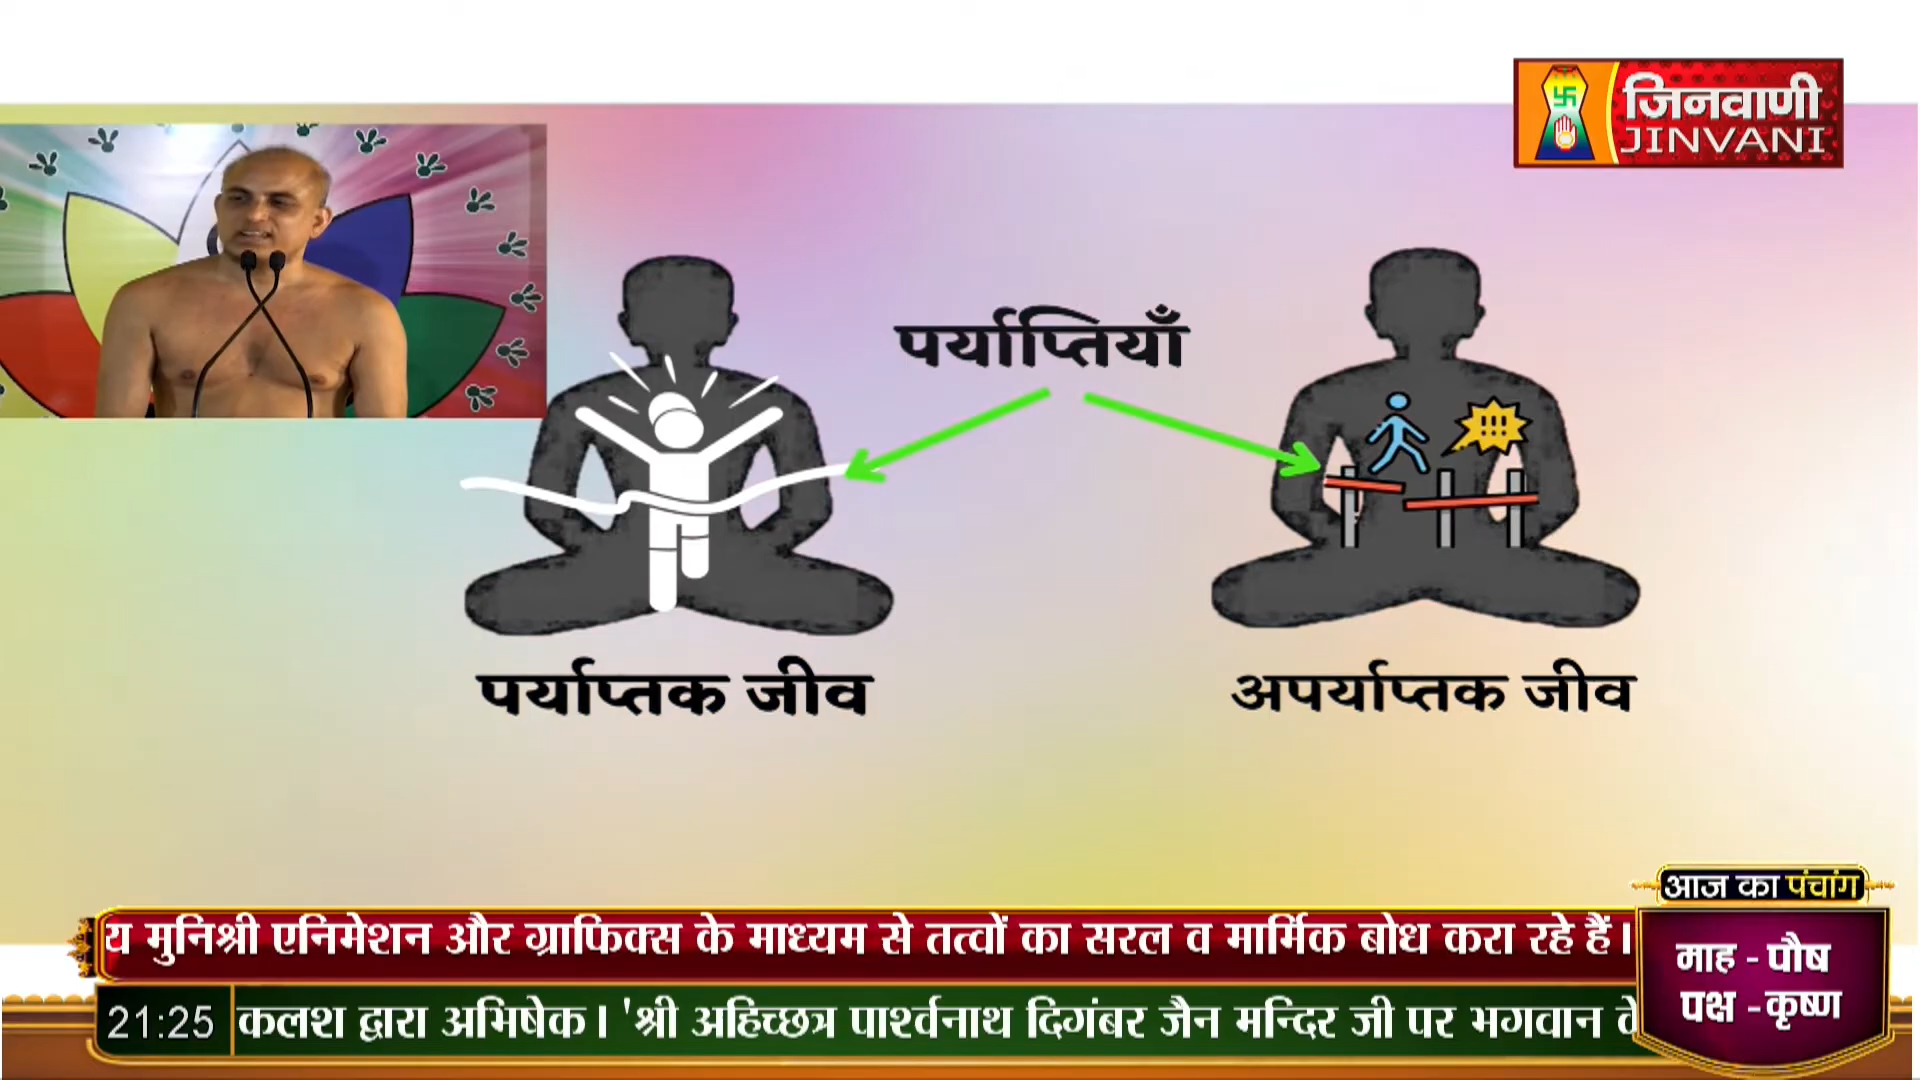 जिनवाणी
JINVANI
पर्याप्तियाँ
पर्याप्तक जीव
अपर्याप्तक जीव
!!!
आज का पंचांग
य मुनिश्री एनिमेशन और ग्राफिक्स के माध्यम से तत्वों का सरल व मार्मिक बोध करा रहे हैं।
माह - पौष
पक्ष - कृष्ण
21:25 कलश द्वारा अभिषेक। 'श्री अहिच्छत्र पार्श्वनाथ दिगंबर जैन मन्दिर जी पर भगवान